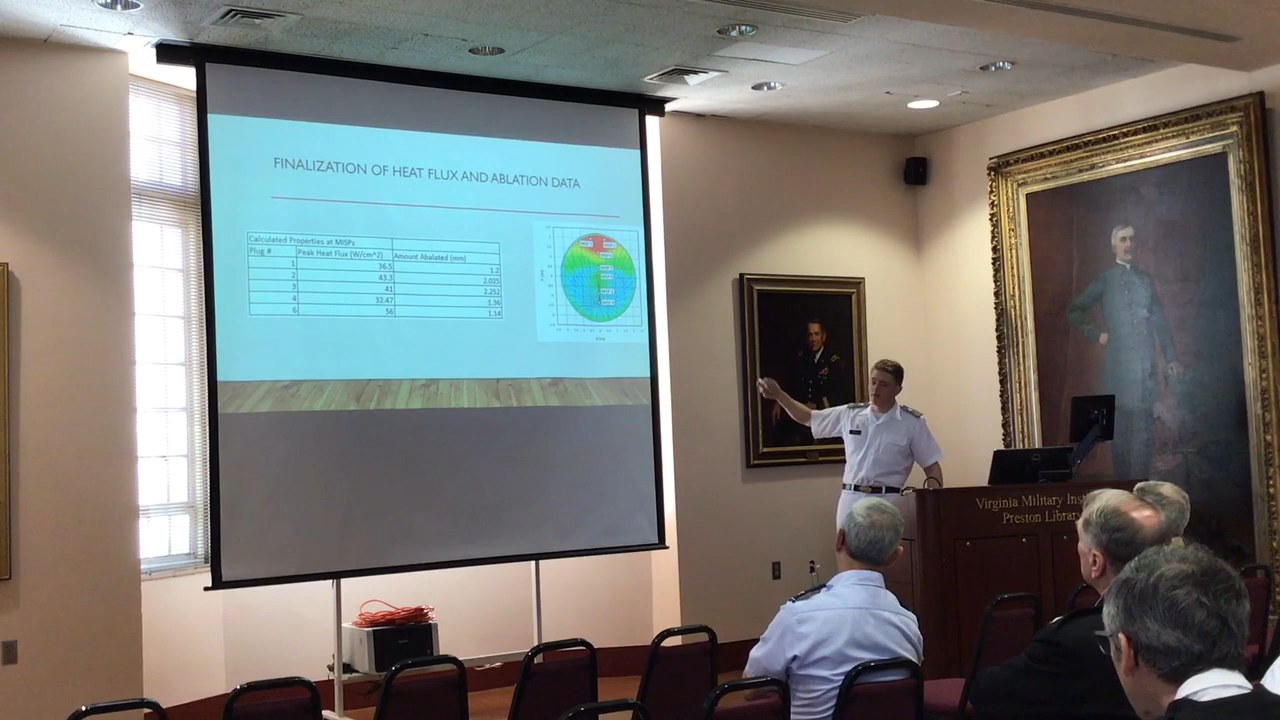 FINALIZATION OF HEAT FLUX AND ABLATION DATA
Calculated Properties at MISPs
Plug # Peak Heat Flux (W/cm^2) Amount Abalated (mm)
1 36.5 1.2
2 43.3 2.025
3 41 2.252
4 32.47 1.36
6 56 1.14
Virginia Military Inst
Preston Library